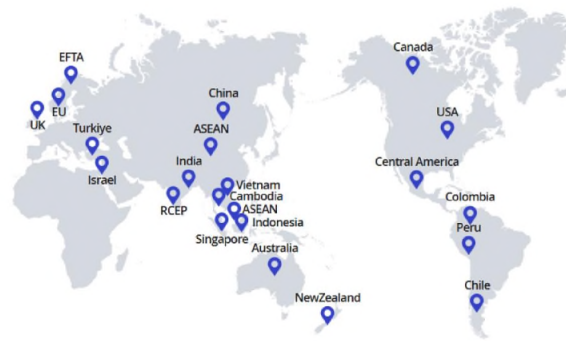 Canada
EFTA
China
USA
EU
UK
Turkiye
ASEAN
India
Central America
Israel
Vietnam
Cambodia
Colombia
RCEP
ASEAN
Indonesia
Peru
Singapore
Australia
Chile
NewZealand